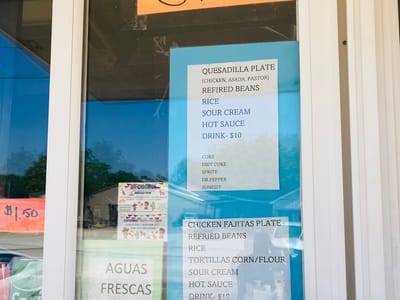 QUESADILLA PLATE
(CHICKEN, ASADA, PASTOR)
REFIRED BEANS
RICE
SOUR CREAM
HOT SAUCE
DRINK- $10
COKE
DIET COKE
SPRITE
DR PEPPER
SUNKIST
CHICKEN FAJITAS PLATE
REFRIED BEANS
RICE
TORTILLAS CORN/FLOUR
SOUR CREAM
HOT SAUCE
DRINK- $10
$1.50
AGUAS
FRESCAS